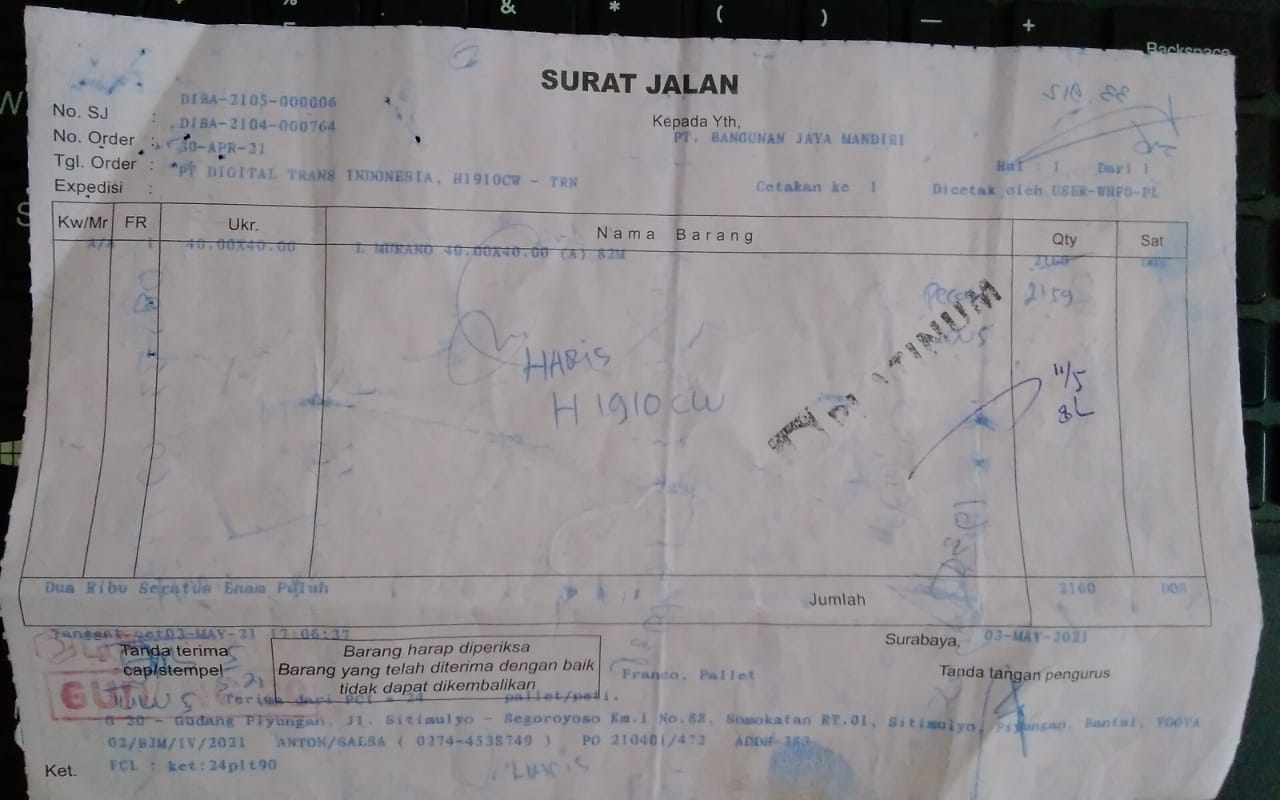 SURAT JALAN
510.88
No. SJ : DIBA-2105-000006
No. Order : DIBA-2104-000764
Tgl. Order : 30-APR-21
Expedisi : PT DIGITAL TRANS INDONESIA, H1910CW - TRN
Kepada Yth,
PT. BANGUNAN JAYA MANDIRI
Hal : 1 Dari 1
Cetakan ke 1 Dicetak oleh USER-WHPG-PL
Kw/Mr FR Ukr. Nama Barang Qty Sat
1 40.00X40.00 L MURANO 40.00X40.00 (A) 82M 2160
2159
PLATINUM
HARIS
H1910CW
11/5
8L
Dua Ribu Seratus Enam Puluh Jumlah 2160 DOS
03-MAY-21 17:06:37
Surabaya, 03-MAY-2021
Tanda terima
cap/stempel
Barang harap diperiksa
Barang yang telah diterima dengan baik
tidak dapat dikembalikan
Franco, Pallet
Tanda tangan pengurus
Terima dari pallet/peti.
G 20 - Gudang Piyungan, Jl. Sitimulyo - Segoroyoso Km.1 No.88, Somokatan RT.01, Sitimulyo, Piyungan, Bantul, YOGYA
02/BJM/IV/2021 ANTON/SALSA ( 0274-4538749 ) PO 210401/473 ADDR-383
Ket. FCL : ket:24plt90
HARIS
&
*
(
)
—
+
Backspace